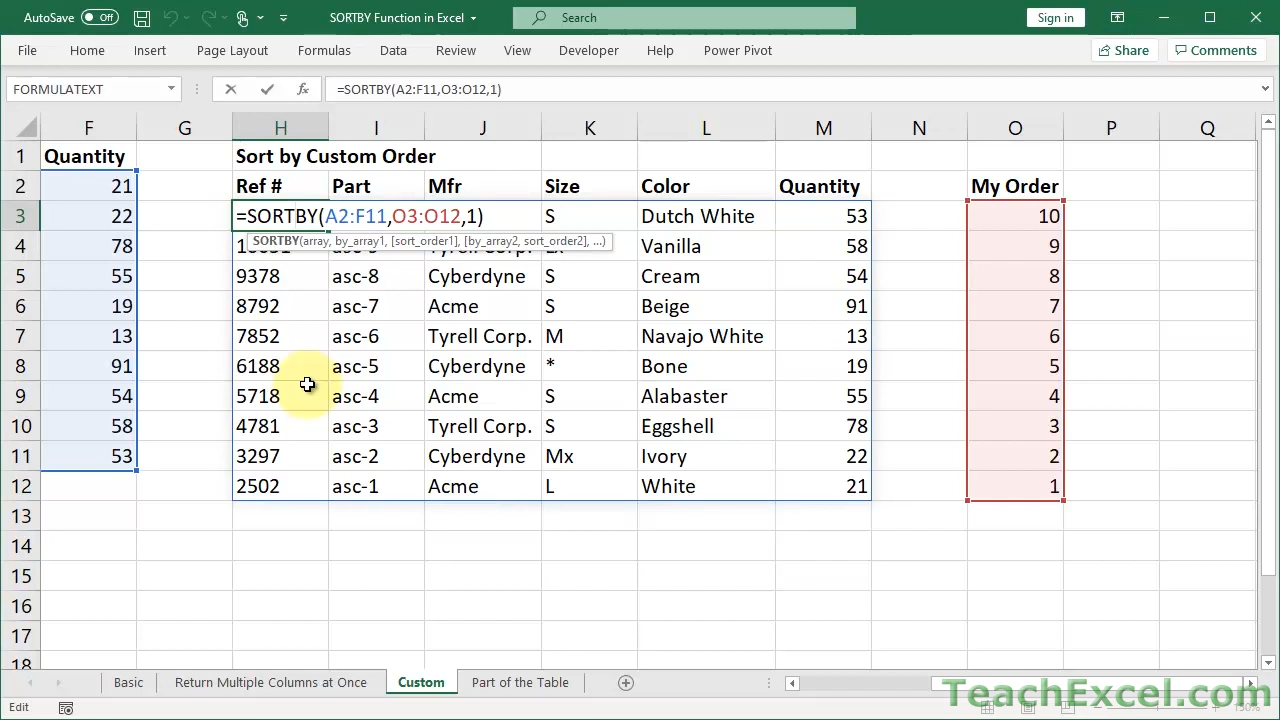 AutoSave Off SORTBY Function in Excel Search Sign in
File Home Insert Page Layout Formulas Data Review View Developer Help Power Pivot Share Comments
FORMULATEXT fx =SORTBY(A2:F11,O3:O12,1)
F G H I J K L M N O P Q
1 Quantity Sort by Custom Order
2 21 Ref # Part Mfr Size Color Quantity My Order
3 22 =SORTBY(A2:F11,O3:O12,1) S Dutch White 53 10
SORTBY(array, by_array1, [sort_order1], [by_array2, sort_order2], ...)
4 78 Vanilla 58 9
5 55 9378 asc-8 Cyberdyne S Cream 54 8
6 19 8792 asc-7 Acme S Beige 91 7
7 13 7852 asc-6 Tyrell Corp. M Navajo White 13 6
8 91 6188 asc-5 Cyberdyne * Bone 19 5
9 54 5718 asc-4 Acme S Alabaster 55 4
10 58 4781 asc-3 Tyrell Corp. S Eggshell 78 3
11 53 3297 asc-2 Cyberdyne Mx Ivory 22 2
12 2502 asc-1 Acme L White 21 1
13
14
15
16
17
18
Basic Return Multiple Columns at Once Custom Part of the Table
TeachExcel.com
Edit 150%